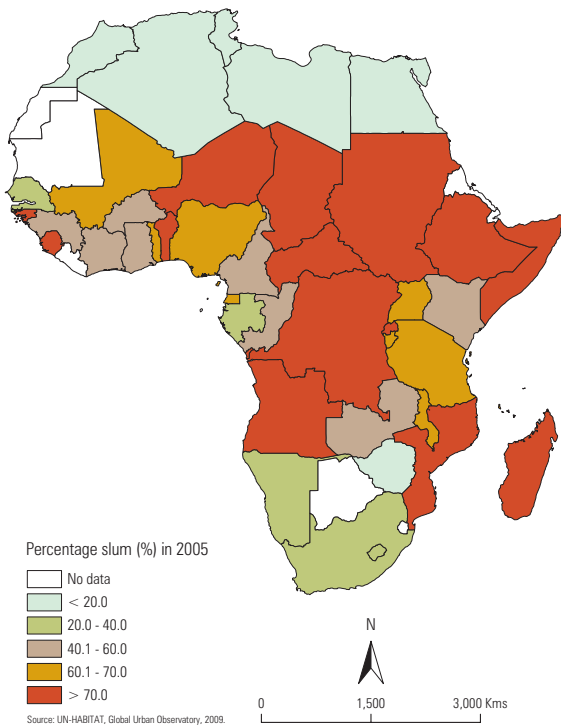 Percentage slum (%) in 2005
No data
< 20.0
20.0 - 40.0
40.1 - 60.0
60.1 - 70.0
> 70.0
Source: UN-HABITAT, Global Urban Observatory, 2009.
N
0 1,500 3,000 Kms